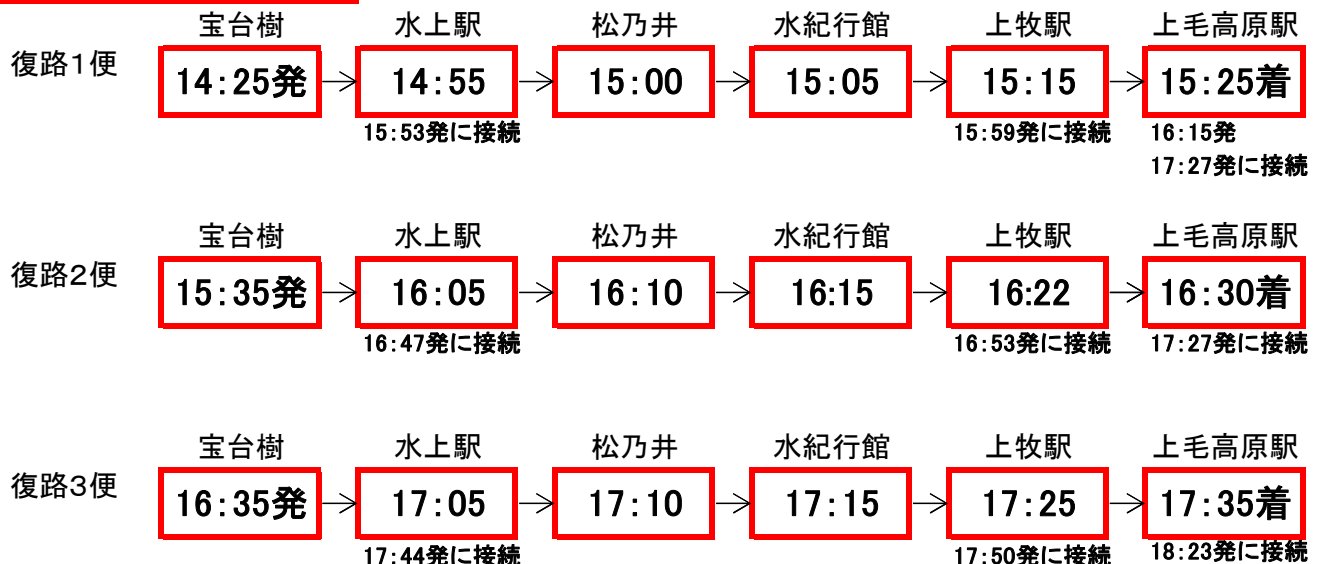 宝台樹 水上駅 松乃井 水紀行館 上牧駅 上毛高原駅
復路1便 14:25発 → 14:55 → 15:00 → 15:05 → 15:15 → 15:25着
15:53発に接続 15:59発に接続 16:15発
17:27発に接続
宝台樹 水上駅 松乃井 水紀行館 上牧駅 上毛高原駅
復路2便 15:35発 → 16:05 → 16:10 → 16:15 → 16:22 → 16:30着
16:47発に接続 16:53発に接続 17:27発に接続
宝台樹 水上駅 松乃井 水紀行館 上牧駅 上毛高原駅
復路3便 16:35発 → 17:05 → 17:10 → 17:15 → 17:25 → 17:35着
17:44発に接続 17:50発に接続 18:23発に接続